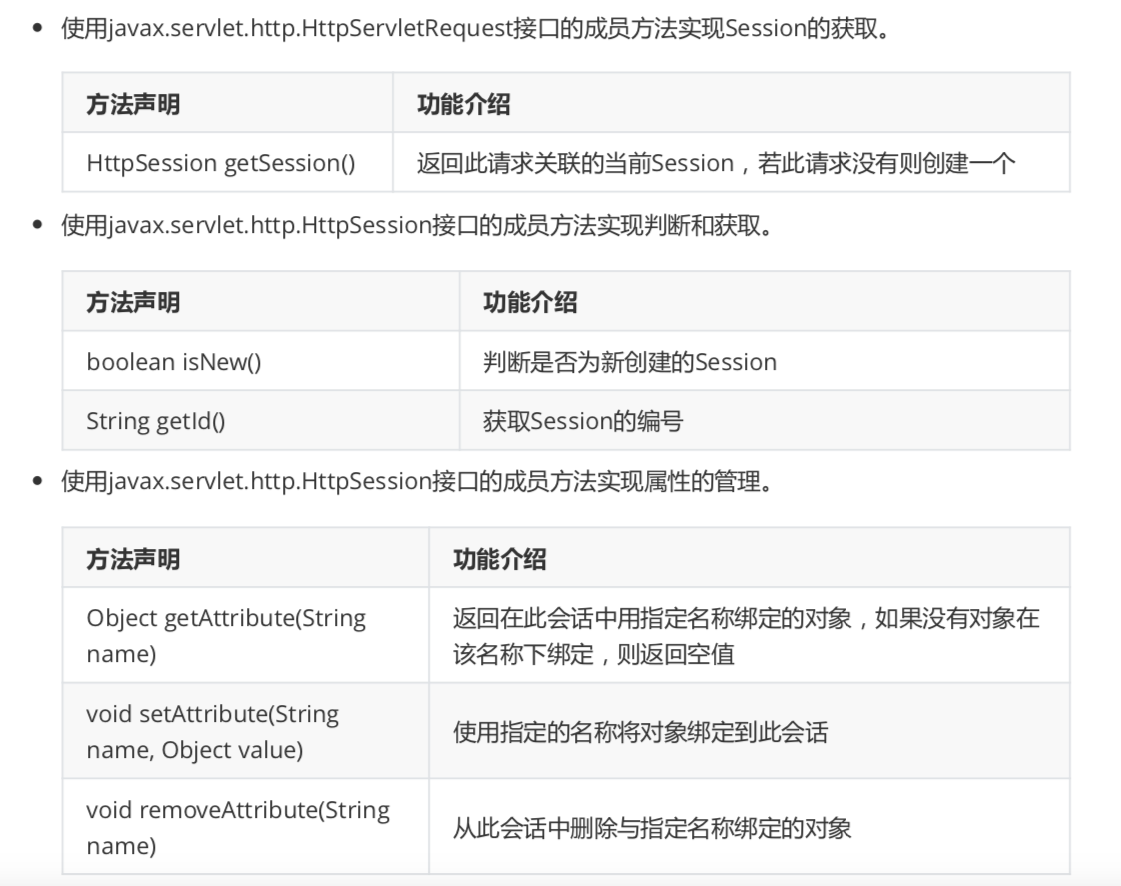 使用javax.servlet.http.HttpServletRequest接口的成员方法实现Session的获取。
方法声明 功能介绍
HttpSession getSession() 返回此请求关联的当前Session，若此请求没有则创建一个
使用javax.servlet.http.HttpSession接口的成员方法实现判断和获取。
方法声明 功能介绍
boolean isNew() 判断是否为新创建的Session
String getId() 获取Session的编号
使用javax.servlet.http.HttpSession接口的成员方法实现属性的管理。
方法声明 功能介绍
Object getAttribute(String
name)
返回在此会话中用指定名称绑定的对象，如果没有对象在
该名称下绑定，则返回空值
void setAttribute(String
name, Object value)
使用指定的名称将对象绑定到此会话
void removeAttribute(String
name)
从此会话中删除与指定名称绑定的对象